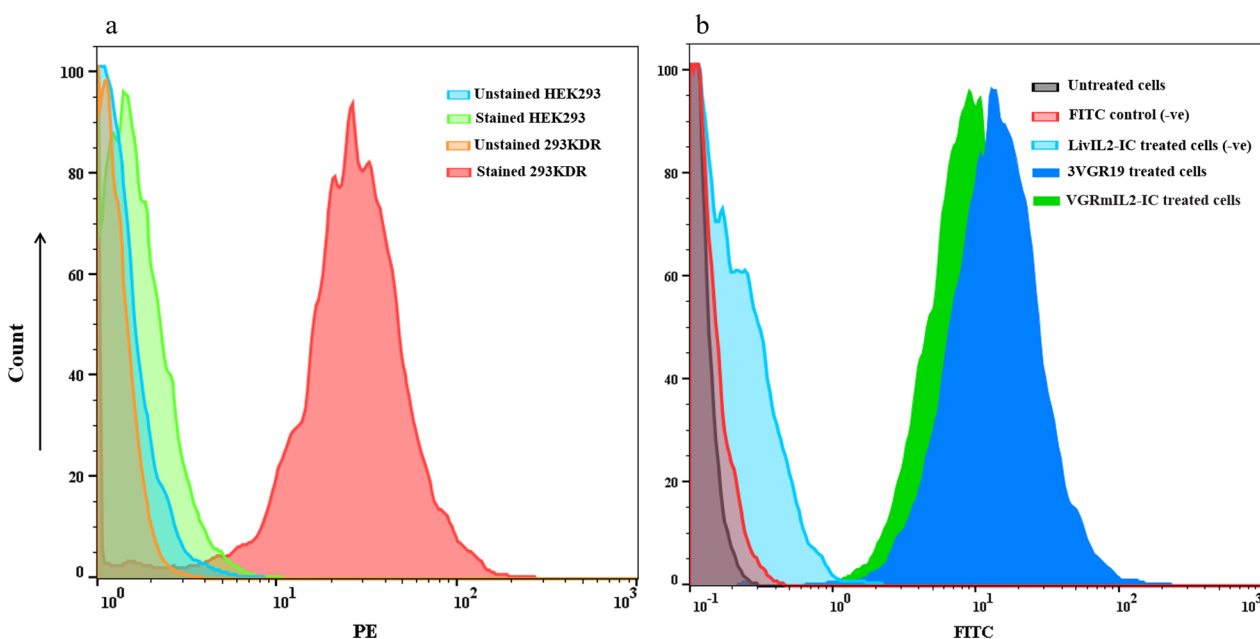 a
100
80
60
40
20
0
Count
Unstained HEK293
Stained HEK293
Unstained 293KDR
Stained 293KDR
10^0
10^1
10^2
10^3
PE
b
100
80
60
40
20
0
Untreated cells
FITC control (-ve)
LivIL2-IC treated cells (-ve)
3VGR19 treated cells
VGRmIL2-IC treated cells
10^-1
10^0
10^1
10^2
10^3
FITC